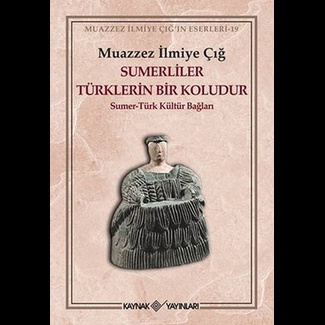 MUAZZEZ İLMİYE ÇIĞ'IN ESERLERİ-19
Muazzez İlmiye Çığ
SUMERLİLER
TÜRKLERİN BİR KOLUDUR
Sumer-Türk Kültür Bağları
KAYNAK YAYINLARI